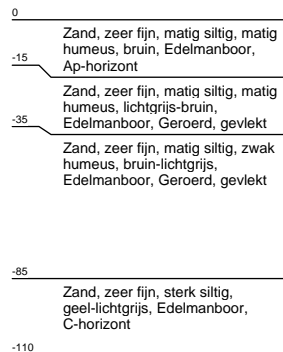 0
Zand, zeer fijn, matig siltig, matig
humeus, bruin, Edelmanboor,
Ap-horizont
-15
Zand, zeer fijn, matig siltig, matig
humeus, lichtgrijs-bruin,
Edelmanboor, Geroerd, gevlekt
-35
Zand, zeer fijn, matig siltig, zwak
humeus, bruin-lichtgrijs,
Edelmanboor, Geroerd, gevlekt
-85
Zand, zeer fijn, sterk siltig,
geel-lichtgrijs, Edelmanboor,
C-horizont
-110